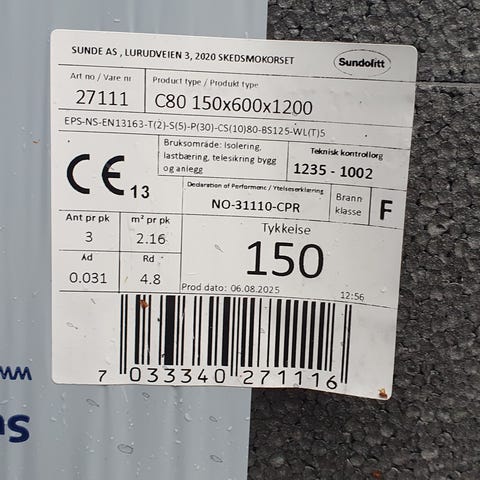 SUNDE AS , LURUDVEIEN 3, 2020 SKEDSMOKORSET
Sundolitt
Art no / Vare nr
27111
Product type / Produkt type
C80 150x600x1200
EPS-NS-EN13163-T(2)-S(5)-P(30)-CS(10)80-BS125-WL(T)5
CE 13
Bruksområde: Isolering,
lastbæring, telesikring bygg
og anlegg
Teknisk kontrollorg
1235 - 1002
Declaration of Performance / Ytelseserklæring
NO-31110-CPR
Brann
klasse
F
Ant pr pk
3
m² pr pk
2.16
λd
0.031
Rd
4.8
Tykkelse
150
Prod dato: 06.08.2025
12:56
7 033340 271116